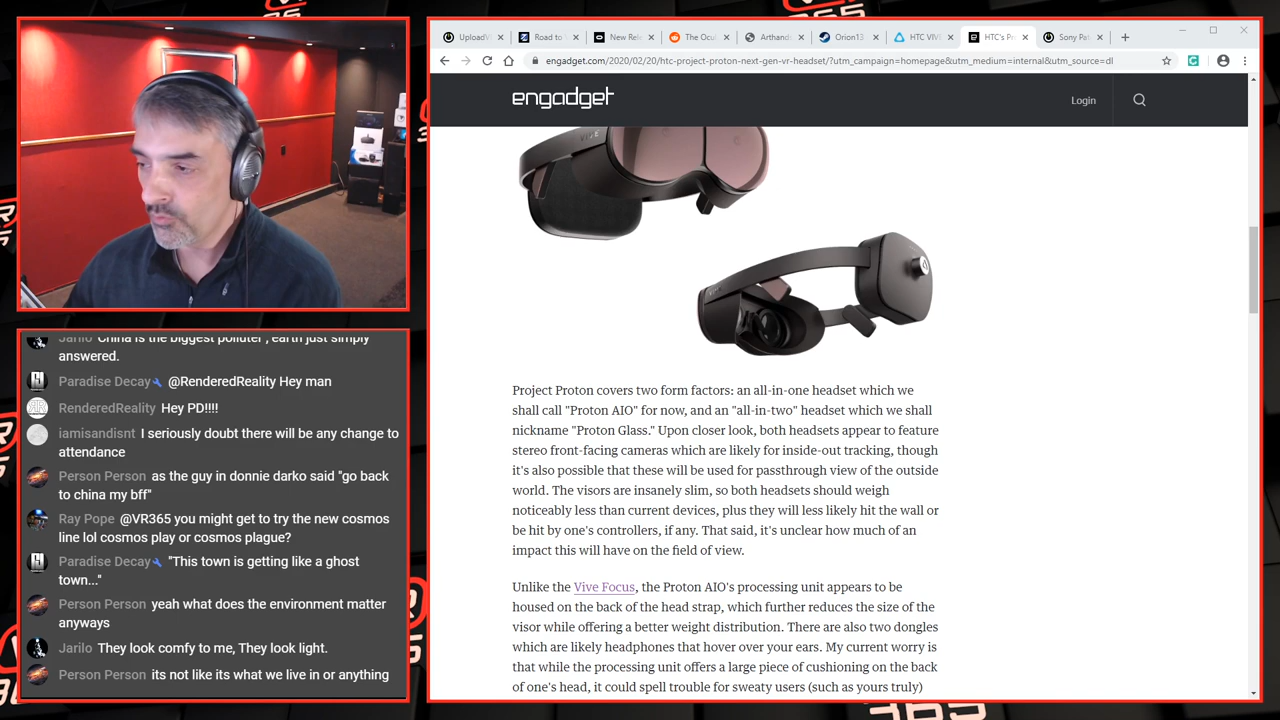 UploadV
Road to V
New Rele
The Ocul
Arthand
Orion13
HTC VIVE
HTC's Pr
Sony Pat
engadget.com/2020/02/20/htc-project-proton-next-gen-vr-headset/?utm_campaign=homepage&utm_medium=internal&utm_source=dl
engadget
Login
Project Proton covers two form factors: an all-in-one headset which we
shall call "Proton AIO" for now, and an "all-in-two" headset which we shall
nickname "Proton Glass." Upon closer look, both headsets appear to feature
stereo front-facing cameras which are likely for inside-out tracking, though
it's also possible that these will be used for passthrough view of the outside
world. The visors are insanely slim, so both headsets should weigh
noticeably less than current devices, plus they will less likely hit the wall or
be hit by one's controllers, if any. That said, it's unclear how much of an
impact this will have on the field of view.
Unlike the Vive Focus, the Proton AIO's processing unit appears to be
housed on the back of the head strap, which further reduces the size of the
visor while offering a better weight distribution. There are also two dongles
which are likely headphones that hover over your ears. My current worry is
that while the processing unit offers a large piece of cushioning on the back
of one's head, it could spell trouble for sweaty users (such as yours truly)
Jarilo China is the biggest polluter , earth just simply
answered.
Paradise Decay @RenderedReality Hey man
RenderedReality Hey PD!!!!
iamisandisnt I seriously doubt there will be any change to
attendance
Person Person as the guy in donnie darko said "go back
to china my bff"
Ray Pope @VR365 you might get to try the new cosmos
line lol cosmos play or cosmos plague?
Paradise Decay "This town is getting like a ghost
town..."
Person Person yeah what does the environment matter
anyways
Jarilo They look comfy to me, They look light.
Person Person its not like its what we live in or anything
365